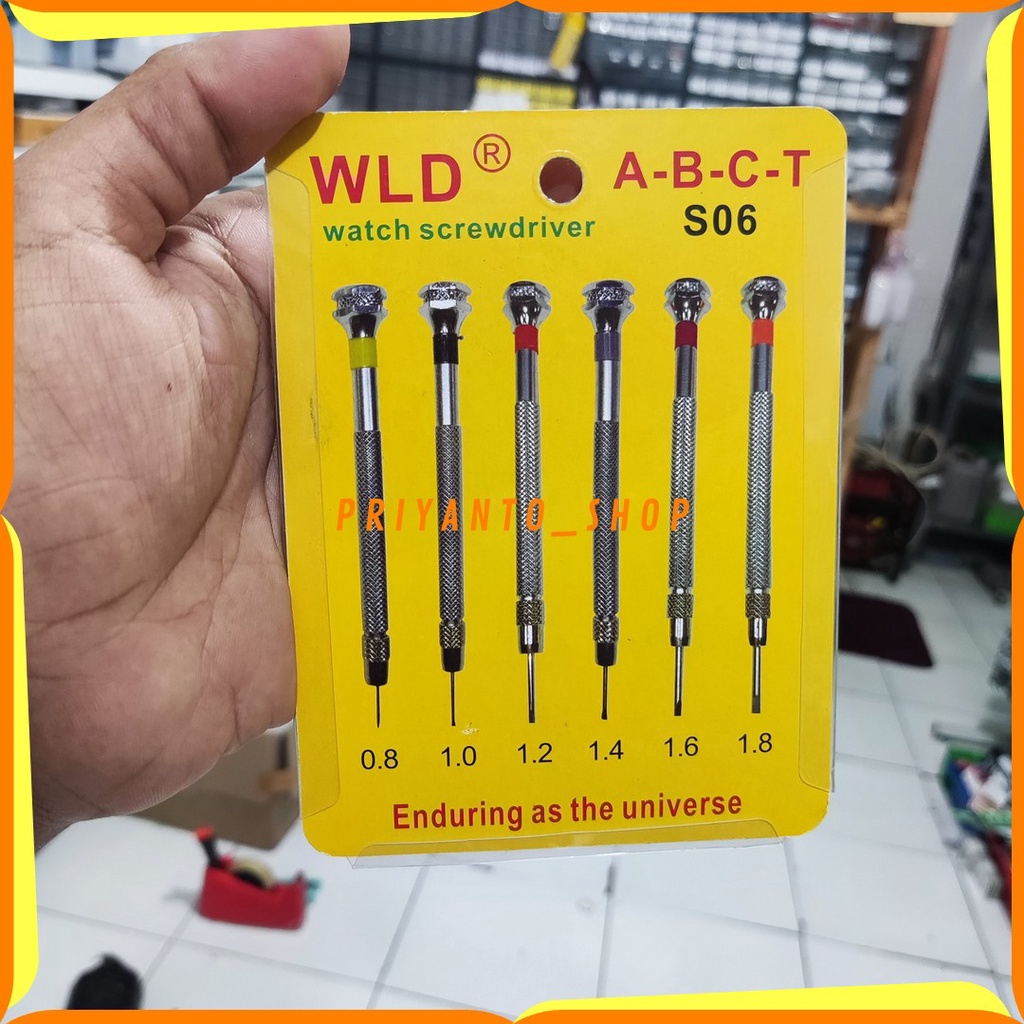 WLD ®
A-B-C-T
watch screwdriver
S06
PRIYANTO_SHOP
0.8 1.0 1.2 1.4 1.6 1.8
Enduring as the universe